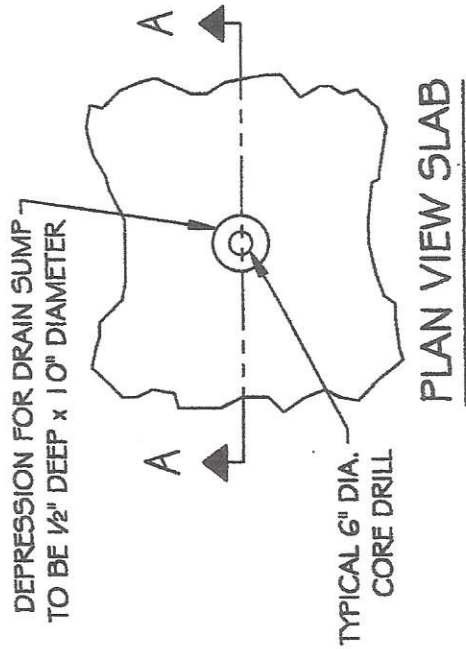 DEPRESSION FOR DRAIN SUMP
TO BE ½" DEEP x 10" DIAMETER
A
A
TYPICAL 6" DIA.
CORE DRILL
PLAN VIEW SLAB